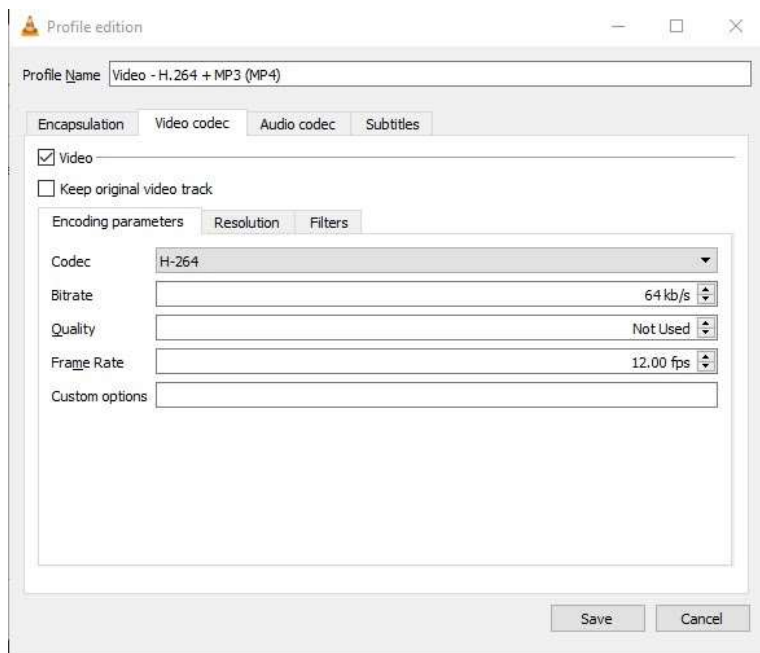 Profile edition
Profile Name Video - H.264 + MP3 (MP4)
Encapsulation Video codec Audio codec Subtitles
Video
Keep original video track
Encoding parameters Resolution Filters
Codec H-264
Bitrate 64 kb/s
Quality Not Used
Frame Rate 12.00 fps
Custom options
Save Cancel